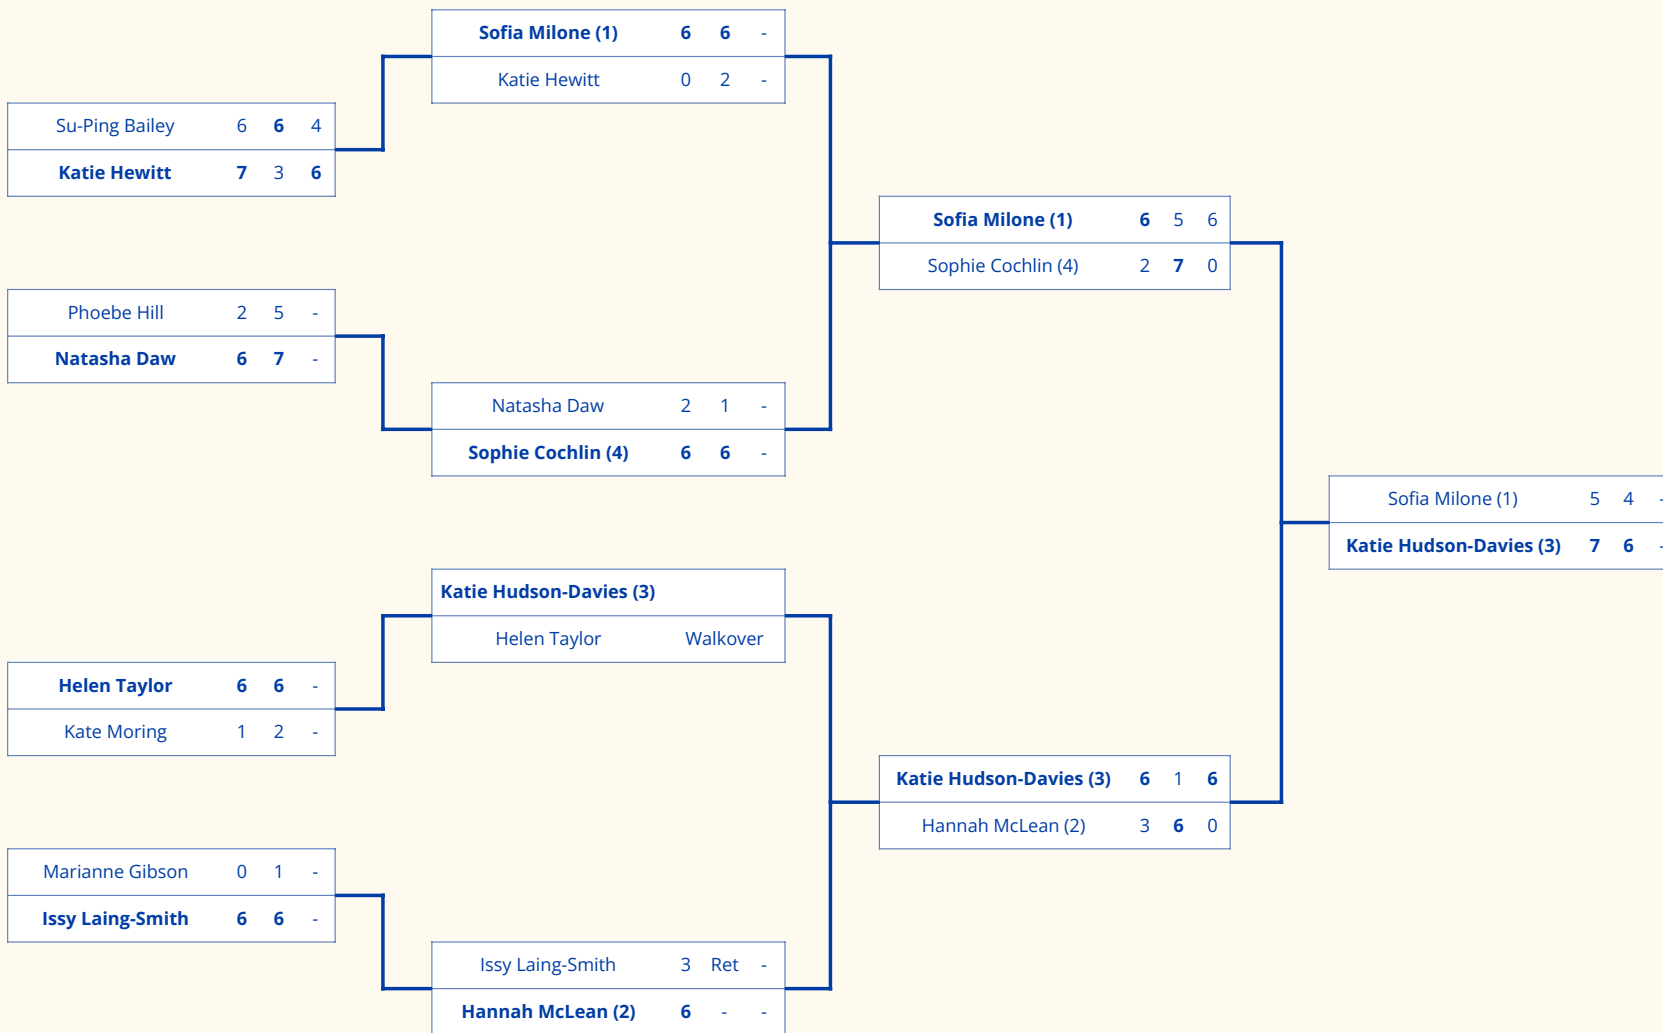 Sofia Milone (1) 6 6 -
Katie Hewitt 0 2 -
Su-Ping Bailey 6 6 4
Katie Hewitt 7 3 6
Sofia Milone (1) 6 5 6
Sophie Cochlin (4) 2 7 0
Phoebe Hill 2 5 -
Natasha Daw 6 7 -
Natasha Daw 2 1 -
Sophie Cochlin (4) 6 6 -
Sofia Milone (1) 5 4 -
Katie Hudson-Davies (3) 7 6 -
Katie Hudson-Davies (3)
Helen Taylor Walkover
Helen Taylor 6 6 -
Kate Moring 1 2 -
Katie Hudson-Davies (3) 6 1 6
Hannah McLean (2) 3 6 0
Marianne Gibson 0 1 -
Issy Laing-Smith 6 6 -
Issy Laing-Smith 3 Ret -
Hannah McLean (2) 6 - -